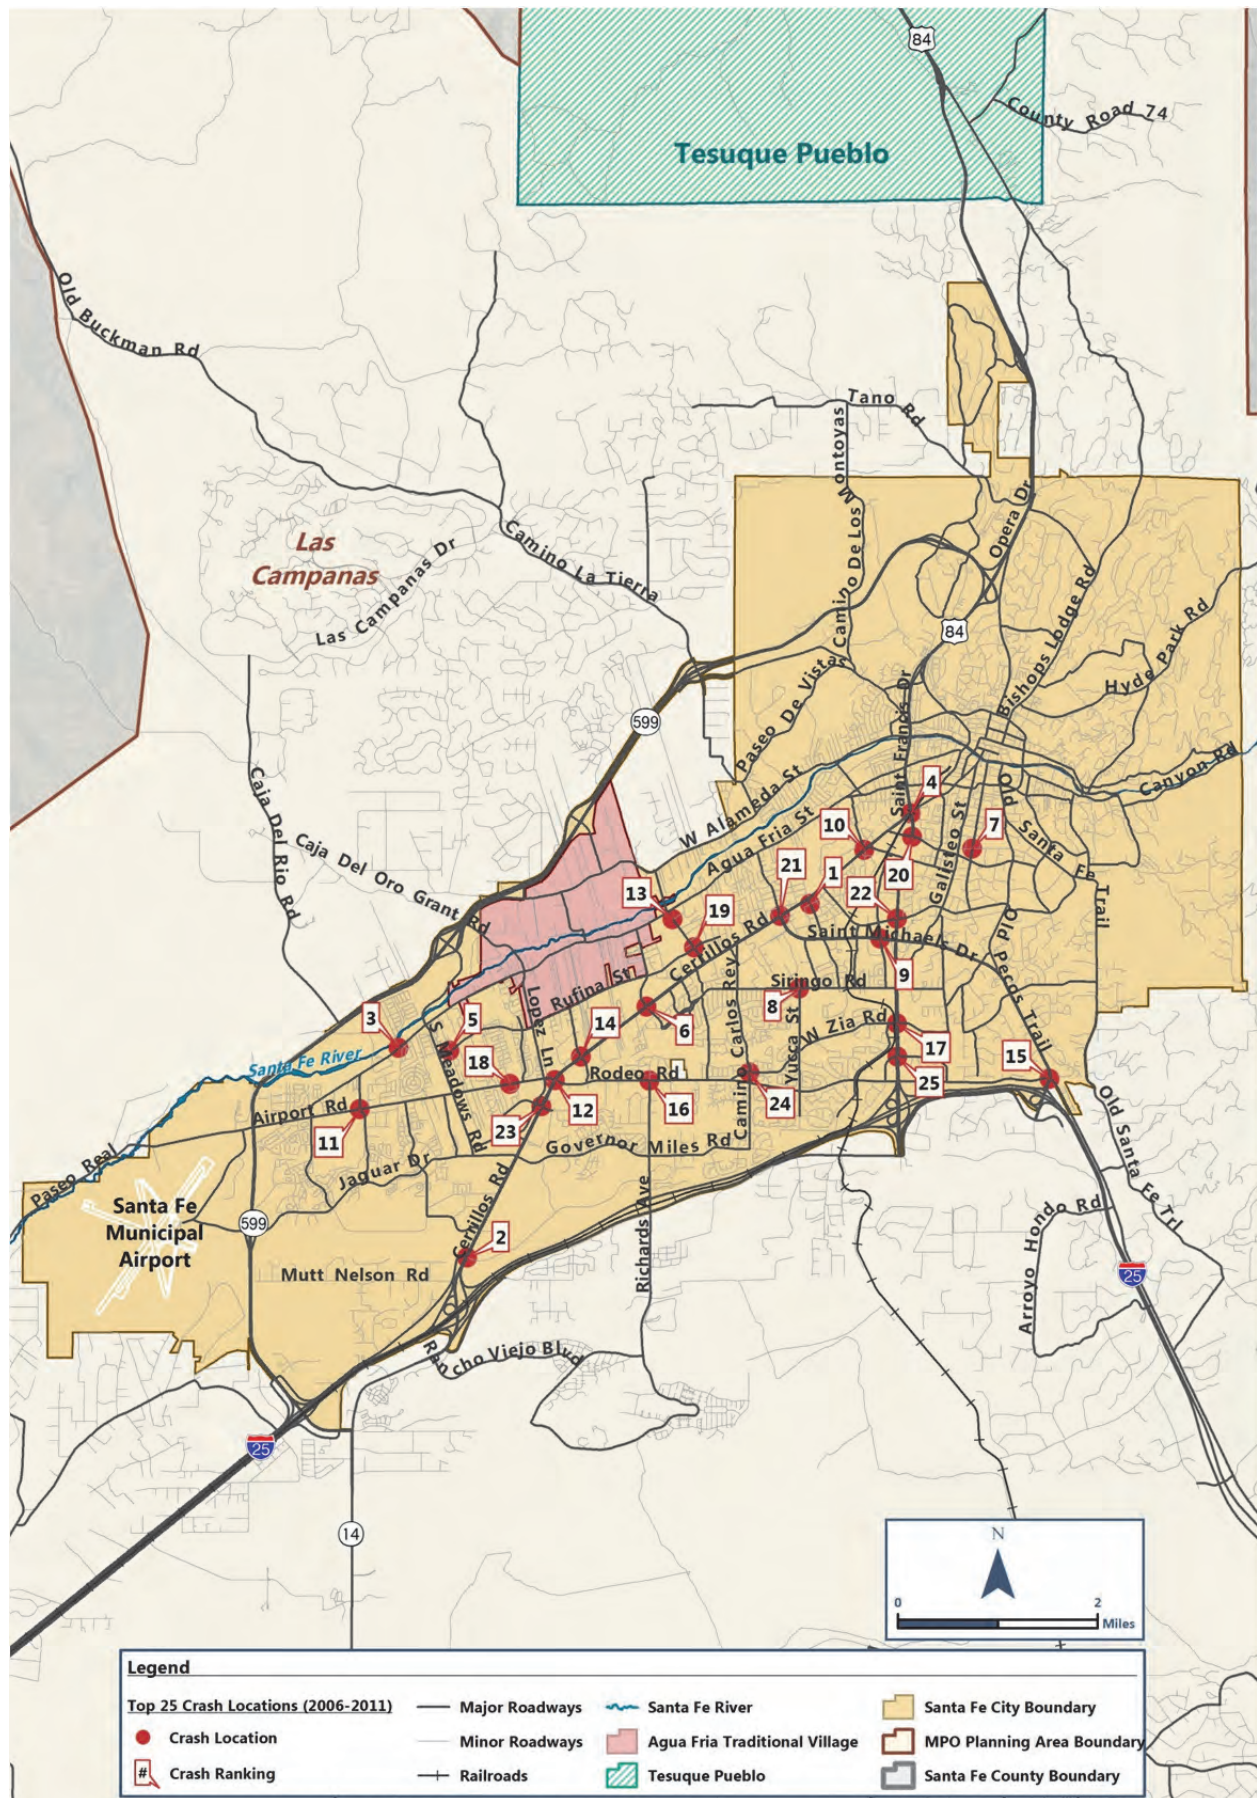 84
County Road 74
Tesuque Pueblo
Old Buckman Rd
Tano Rd
Camino De Los Montoyas
Opera Dr
Las
Campanas
Las Campanas Dr
Camino La Tierra
84
Bishops Lodge Rd
Hyde Park Rd
Paseo De Vistas
599
Saint Francis Dr
Canyon Rd
W Alameda St
Agua Fria St
Caja Del Rio Rd
Caja Del Oro Grant Rd
4
10
7
Galisteo St
Old Santa Fe Trail
21
1
20
22
13
19
Cerrillos Rd
Saint Michaels Dr
9
Old Pecos Trail
Rufina St
Lopez Ln
Siringo Rd
8
Camino Carlos Rey
Yucca St
W Zia Rd
3
5
S Meadows Rd
14
6
17
15
Santa Fe River
18
Rodeo Rd
25
Airport Rd
12
16
24
11
23
Governor Miles Rd
Old Santa Fe Trl
Paseo Real
Jaguar Dr
Santa Fe
Municipal
Airport
599
Cerrillos Rd
2
Richards Ave
Arroyo Hondo Rd
Mutt Nelson Rd
25
Rancho Viejo Blvd
25
14
N
0 2
Miles
Legend
Top 25 Crash Locations (2006-2011)
Crash Location
# Crash Ranking
Major Roadways
Minor Roadways
Railroads
Santa Fe River
Agua Fria Traditional Village
Tesuque Pueblo
Santa Fe City Boundary
MPO Planning Area Boundary
Santa Fe County Boundary